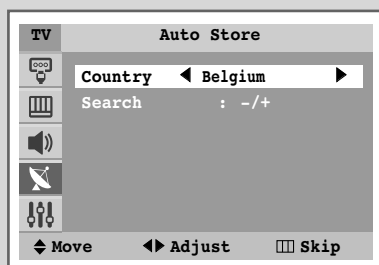 TV Auto Store
Country ◀ Belgium ▶
Search : -/+
Move Adjust Skip